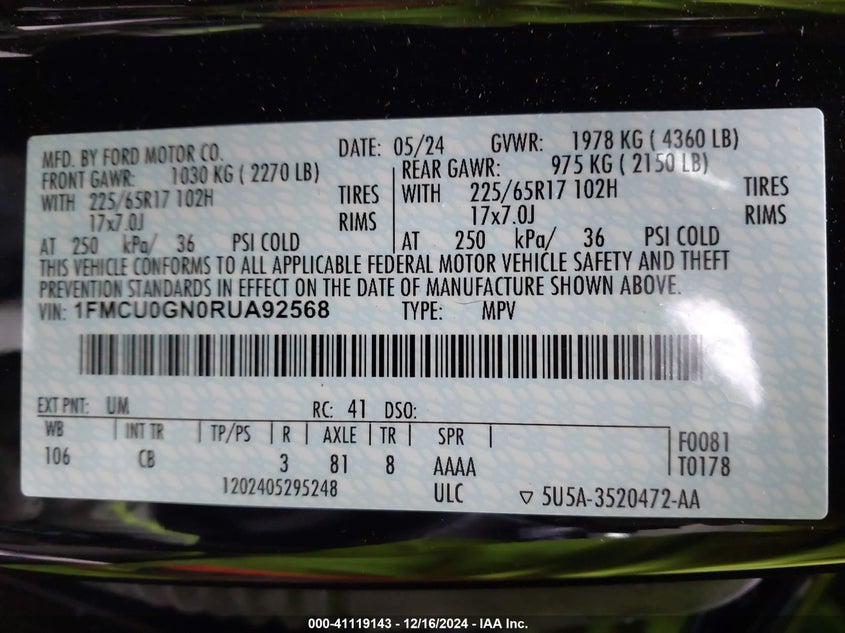 MFD. BY FORD MOTOR CO. DATE: 05/24 GVWR: 1978 KG ( 4360 LB)
FRONT GAWR: 1030 KG ( 2270 LB) REAR GAWR: 975 KG ( 2150 LB)
WITH 225/65R17 102H TIRES WITH 225/65R17 102H TIRES
17x7.0J RIMS 17x7.0J RIMS
AT 250 kPa/ 36 PSI COLD AT 250 kPa/ 36 PSI COLD
THIS VEHICLE CONFORMS TO ALL APPLICABLE FEDERAL MOTOR VEHICLE SAFETY AND THEFT
PREVENTION STANDARDS IN EFFECT ON THE DATE OF MANUFACTURE SHOWN ABOVE.
VIN: 1FMCU0GN0RUA92568 TYPE: MPV
EXT PNT: UM RC: 41 DSO:
WB INT TR TP/PS R AXLE TR SPR F0081
106 CB 3 81 8 AAAA T0178
1202405295248 ULC ▽ 5U5A-3520472-AA
000-41119143 - 12/16/2024 - IAA Inc.